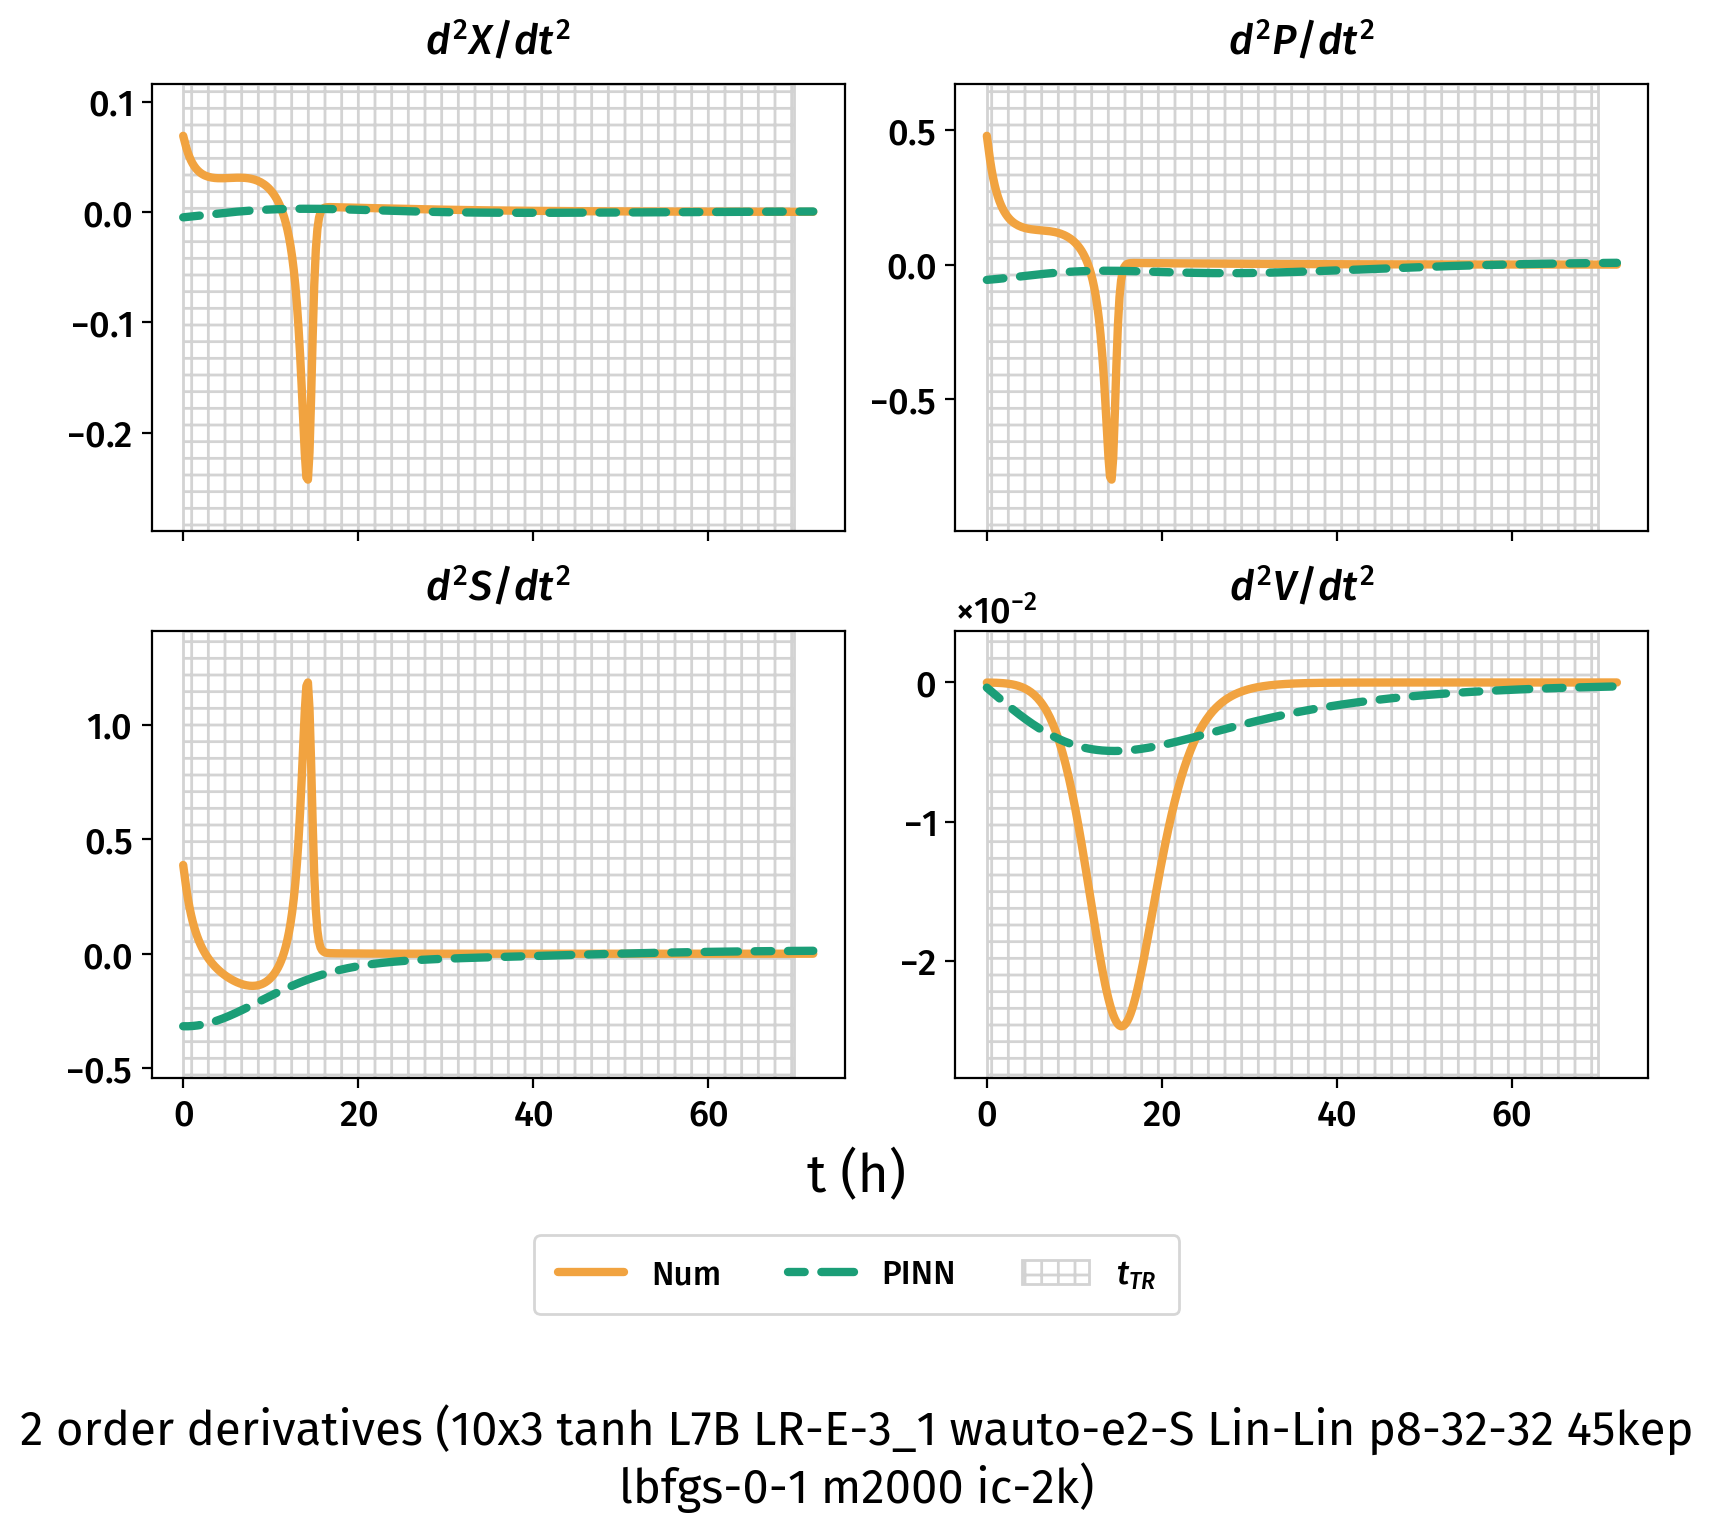 d²X/dt²
d²P/dt²
0.1
0.0
−0.1
−0.2
0.5
0.0
−0.5
d²S/dt²
d²V/dt²
×10⁻²
1.0
0.5
0.0
−0.5
0
−1
−2
0 20 40 60
0 20 40 60
t (h)
Num PINN t_TR
2 order derivatives (10x3 tanh L7B LR-E-3_1 wauto-e2-S Lin-Lin p8-32-32 45kep
lbfgs-0-1 m2000 ic-2k)